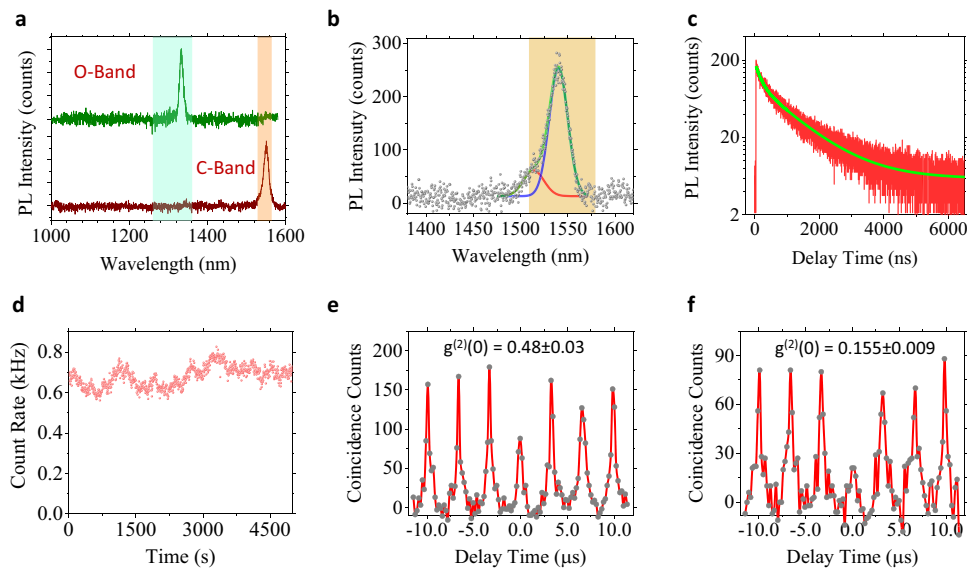 a
PL Intensity (counts)
O-Band
C-Band
1000 1200 1400 1600
Wavelength (nm)
b
PL Intensuty (counts)
300
200
100
0
1400 1450 1500 1550 1600
Wavelength (nm)
c
PL Intensity (counts)
200
20
2
0 2000 4000 6000
Delay Time (ns)
d
Count Rate (kHz)
0.8
0.6
0.4
0.2
0.0
0 1500 3000 4500
Time (s)
e
Coincidence Counts
g(2)(0) = 0.48±0.03
200
150
100
50
0
-10.0 -5.0 0.0 5.0 10.0
Delay Time (μs)
f
Coincidence Counts
g(2)(0) = 0.155±0.009
90
60
30
0
-10.0 -5.0 0.0 5.0 10.0
Delay Time (μs)